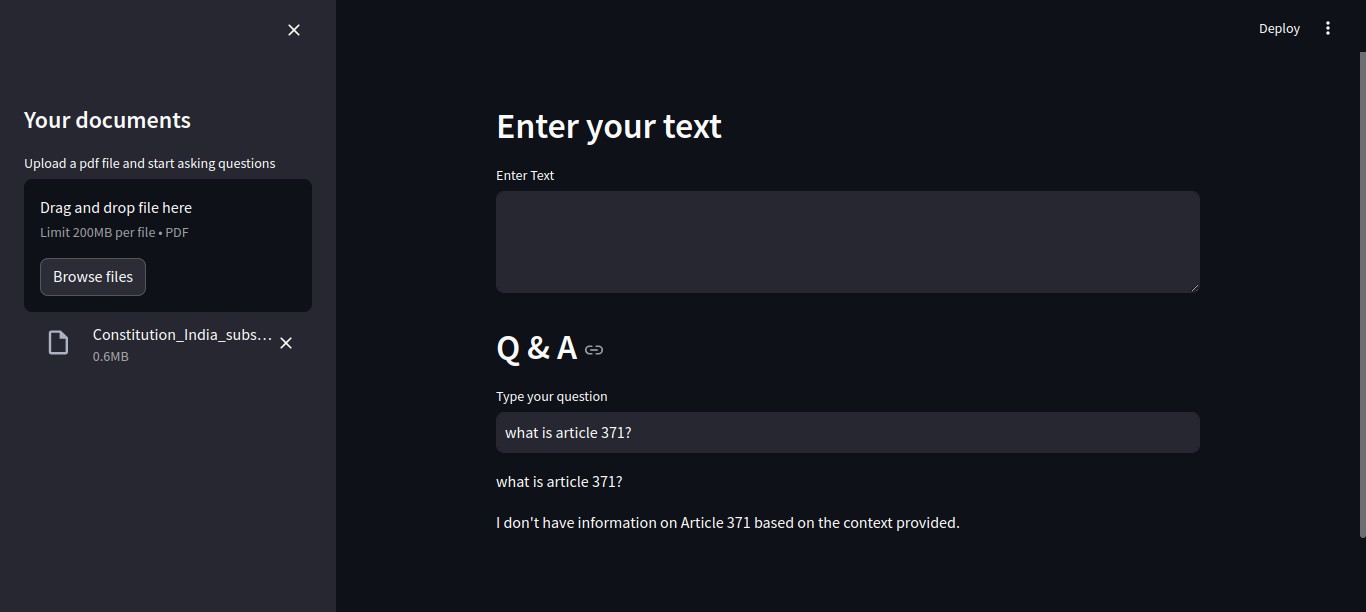 Your documents
Upload a pdf file and start asking questions
Drag and drop file here
Limit 200MB per file • PDF
Browse files
Constitution_India_subs...
0.6MB
Deploy
Enter your text
Enter Text
Q & A
Type your question
what is article 371?
what is article 371?
I don't have information on Article 371 based on the context provided.